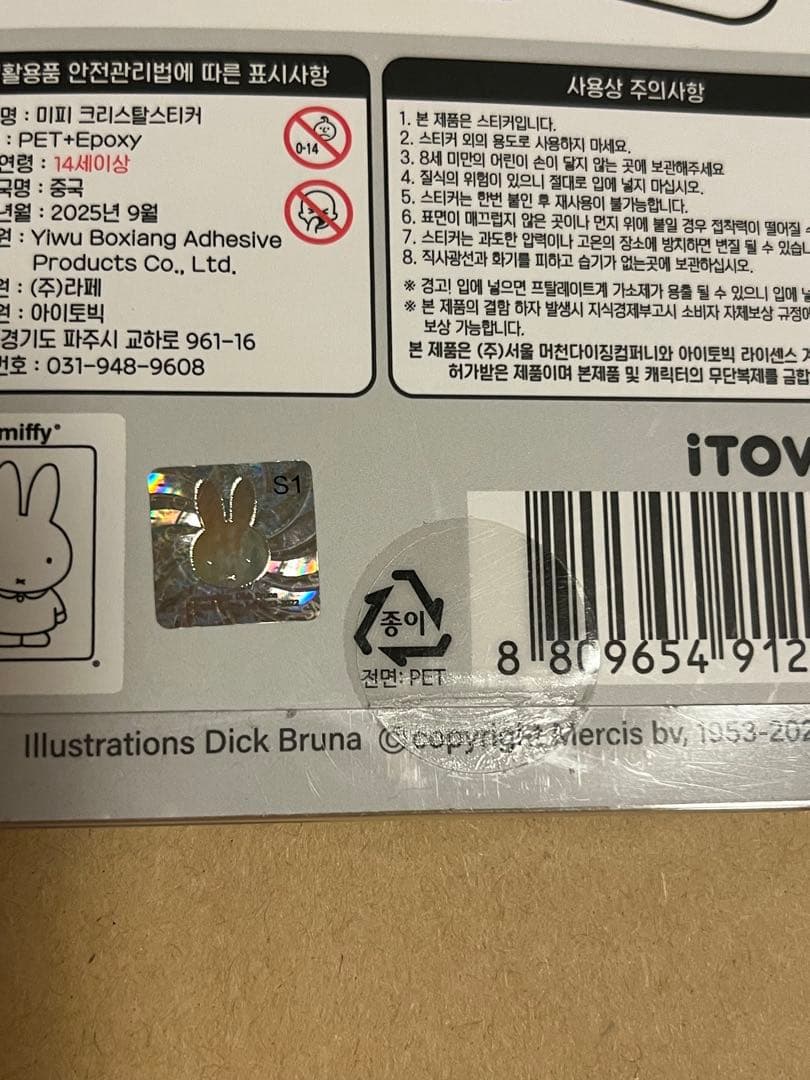 활용품 안전관리법에 따른 표시사항
명 : 미피 크리스탈스티커
: PET+Epoxy
연령 : 14세이상
국명 : 중국
년월 : 2025년 9월
원 : Yiwu Boxiang Adhesive
Products Co., Ltd.
원 : (주)라페
원 : 아이토빅
경기도 파주시 교하로 961-16
번호 : 031-948-9608
0-14
사용상 주의사항
1. 본 제품은 스티커입니다.
2. 스티커 외의 용도로 사용하지 마세요.
3. 8세 미만의 어린이 손이 닿지 않는 곳에 보관해주세요
4. 질식의 위험이 있으니 절대로 입에 넣지 마십시오.
5. 스티커는 한번 붙인 후 재사용이 불가능합니다.
6. 표면이 매끄럽지 않은 곳이나 먼지 위에 붙일 경우 접착력이 떨어질 수
7. 스티커는 과도한 압력이나 고온의 장소에 방치하면 변질 될 수 있습니
8. 직사광선과 화기를 피하고 습기가 없는곳에 보관하십시오.
※ 경고! 입에 넣으면 프탈레이트계 가소제가 용출 될 수 있으니 입에 넣
※ 본 제품의 결함 하자 발생시 지식경제부고시 소비자 자체보상 규정에
보상 가능합니다.
본 제품은 (주)서울 머천다이징컴퍼니와 아이토빅 라이센스 계
허가받은 제품이며 본제품 및 캐릭터의 무단복제를 금합
miffy
S1
iTOV
종이
전면: PET
8 809654 912
Illustrations Dick Bruna © copyright Mercis bv, 1953-202